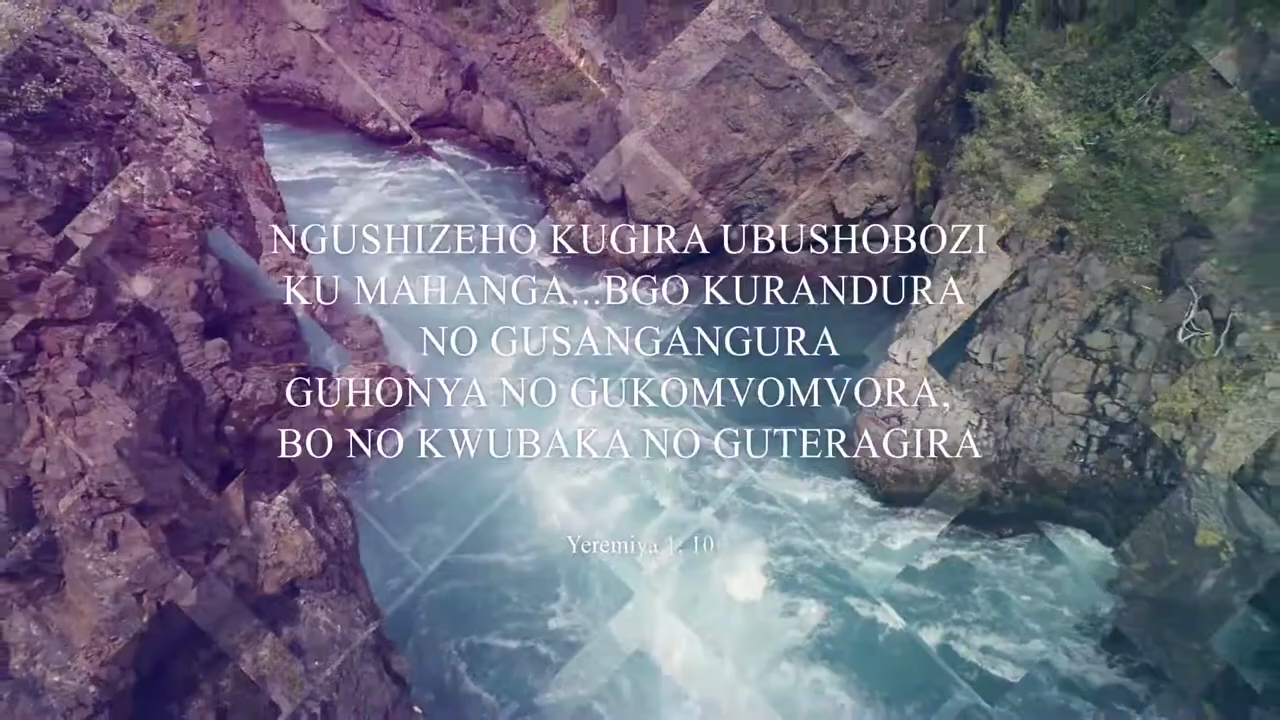 NGUSHIZEHO KUGIRA UBUSHOBOZI
KU MAHANGA...BGO KURANDURA
NO GUSANGANGURA
GUHONYA NO GUKOMVOMVORA,
BO NO KWUBAKA NO GUTERAGIRA
Yeremiya 1: 10